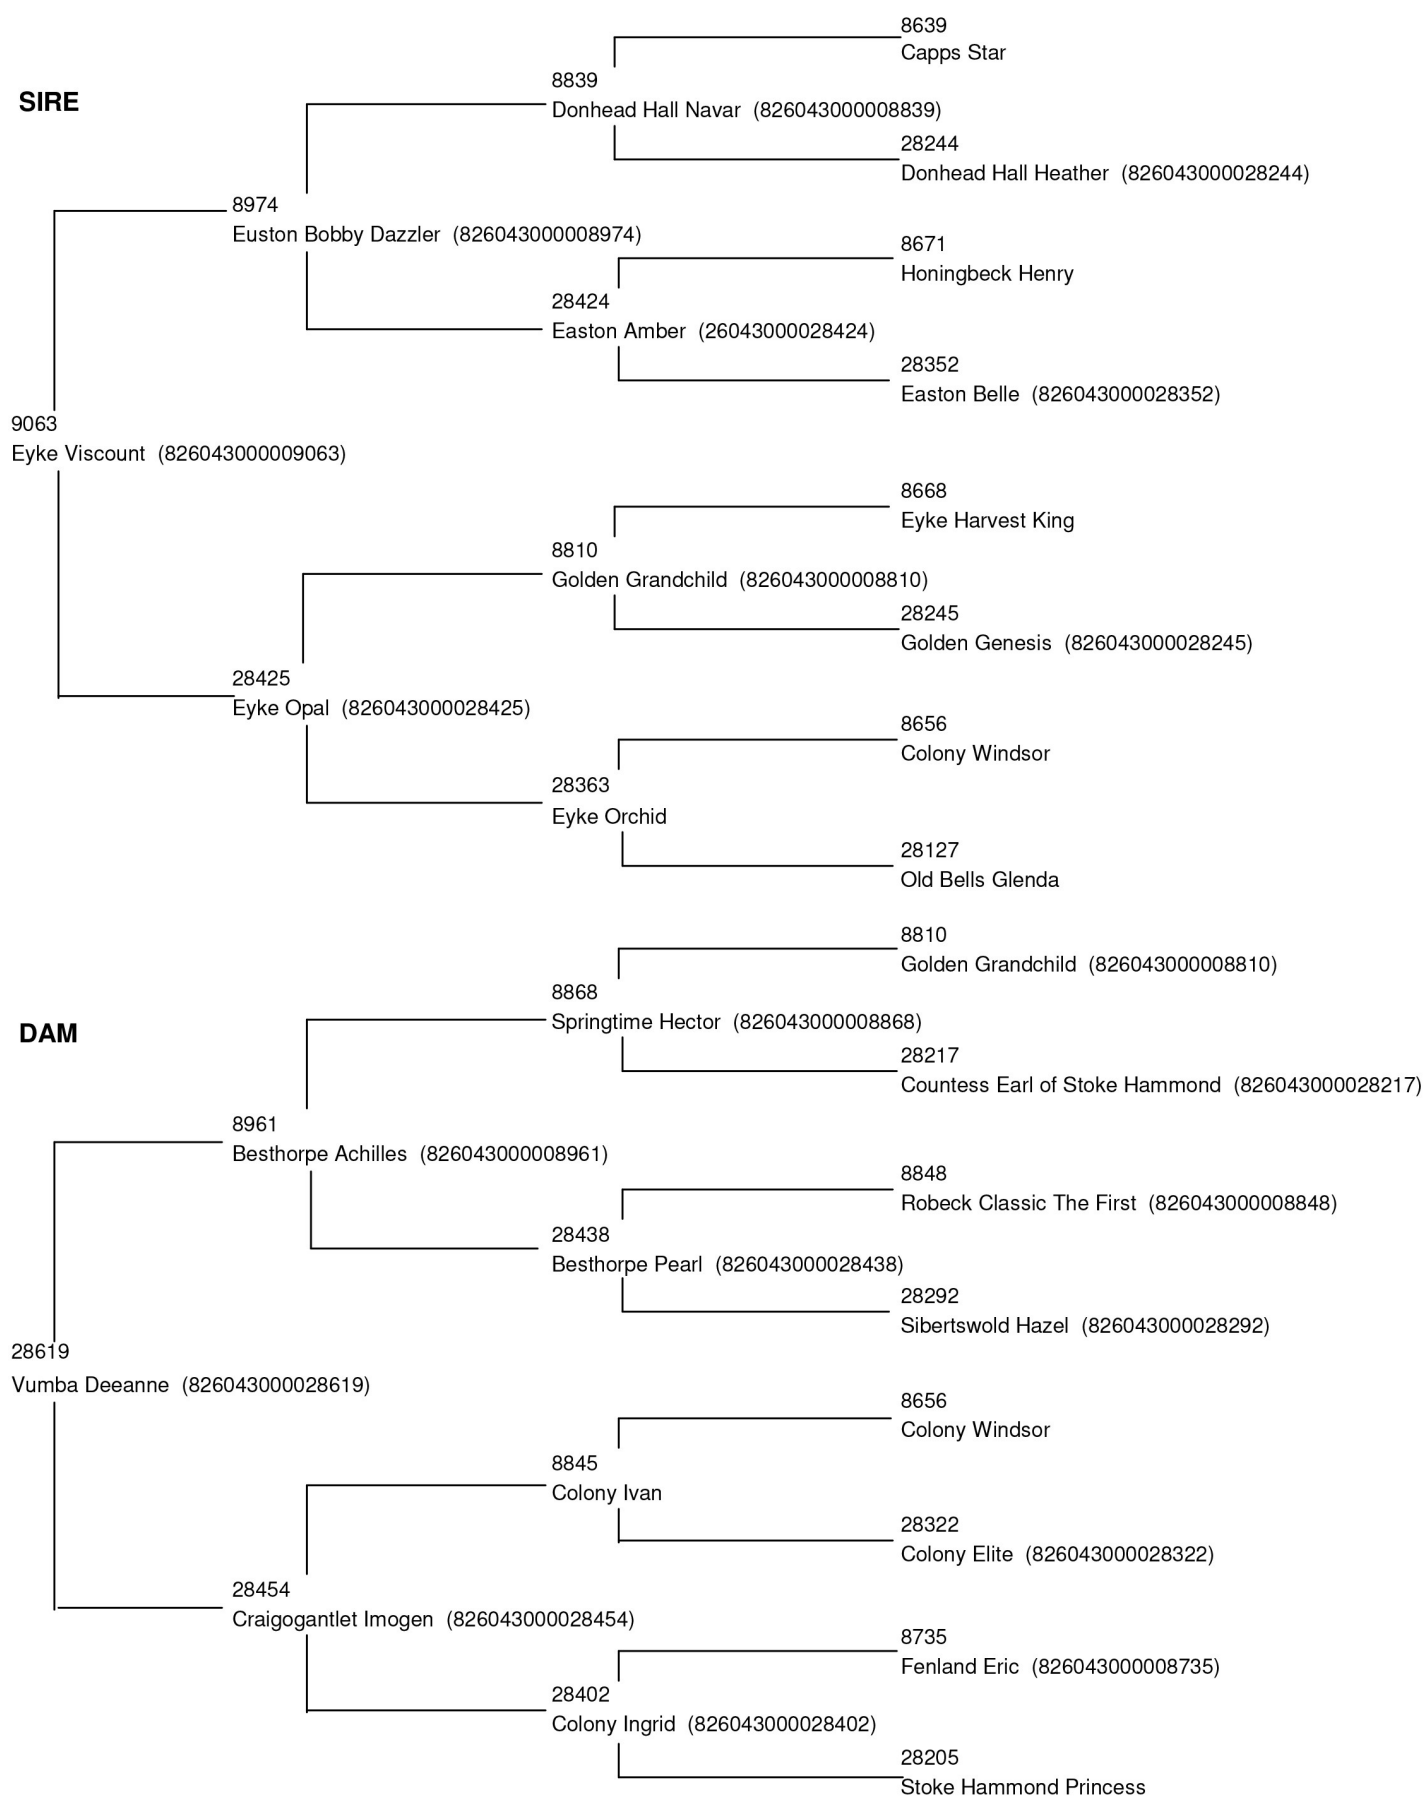 8639
Capps Star
SIRE
8839
Donhead Hall Navar (826043000008839)
28244
Donhead Hall Heather (826043000028244)
8974
Euston Bobby Dazzler (826043000008974)
8671
Honingbeck Henry
28424
Easton Amber (26043000028424)
28352
Easton Belle (826043000028352)
9063
Eyke Viscount (826043000009063)
8668
Eyke Harvest King
8810
Golden Grandchild (826043000008810)
28245
Golden Genesis (826043000028245)
28425
Eyke Opal (826043000028425)
8656
Colony Windsor
28363
Eyke Orchid
28127
Old Bells Glenda
8810
Golden Grandchild (826043000008810)
8868
Springtime Hector (826043000008868)
DAM
28217
Countess Earl of Stoke Hammond (826043000028217)
8961
Besthorpe Achilles (826043000008961)
8848
Robeck Classic The First (826043000008848)
28438
Besthorpe Pearl (826043000028438)
28292
Sibertswold Hazel (826043000028292)
28619
Vumba Deeanne (826043000028619)
8656
Colony Windsor
8845
Colony Ivan
28322
Colony Elite (826043000028322)
28454
Craigogantlet Imogen (826043000028454)
8735
Fenland Eric (826043000008735)
28402
Colony Ingrid (826043000028402)
28205
Stoke Hammond Princess